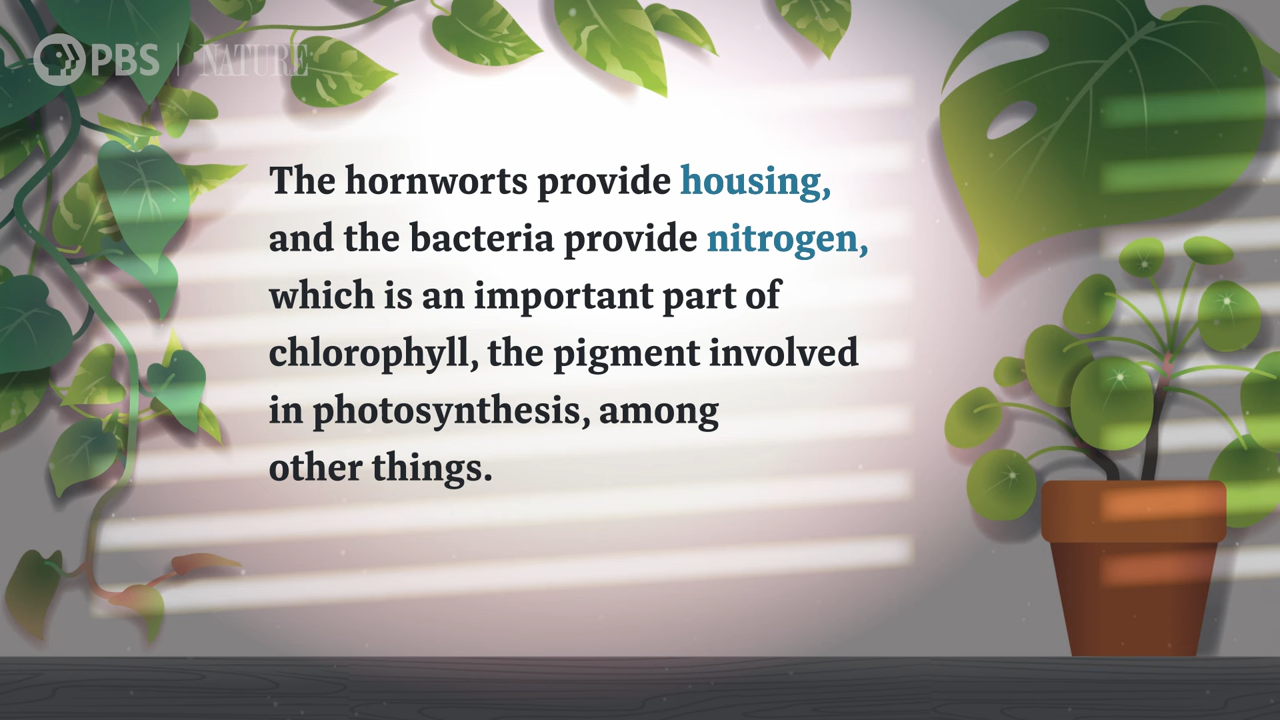 PBS | NATURE
The hornworts provide housing,
and the bacteria provide nitrogen,
which is an important part of
chlorophyll, the pigment involved
in photosynthesis, among
other things.